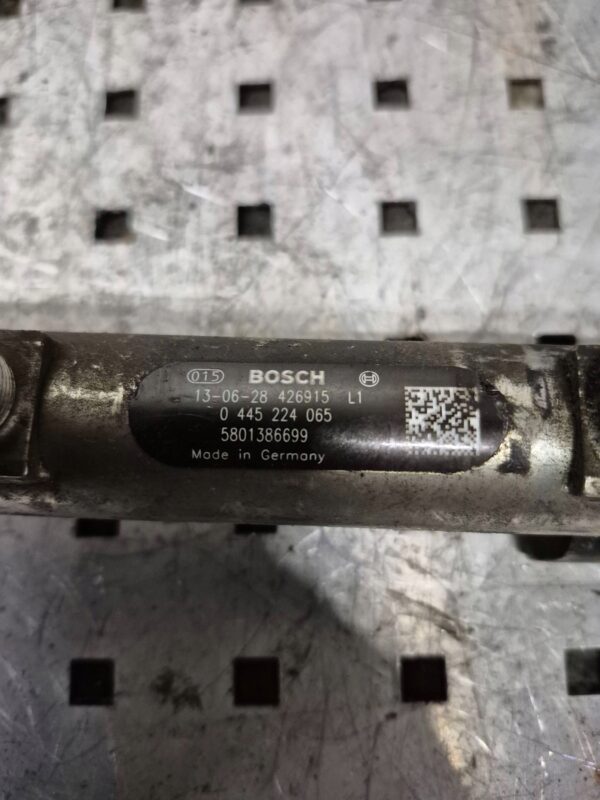 015 BOSCH
13-06-28 426915 L1
0 445 224 065
5801386699
Made in Germany